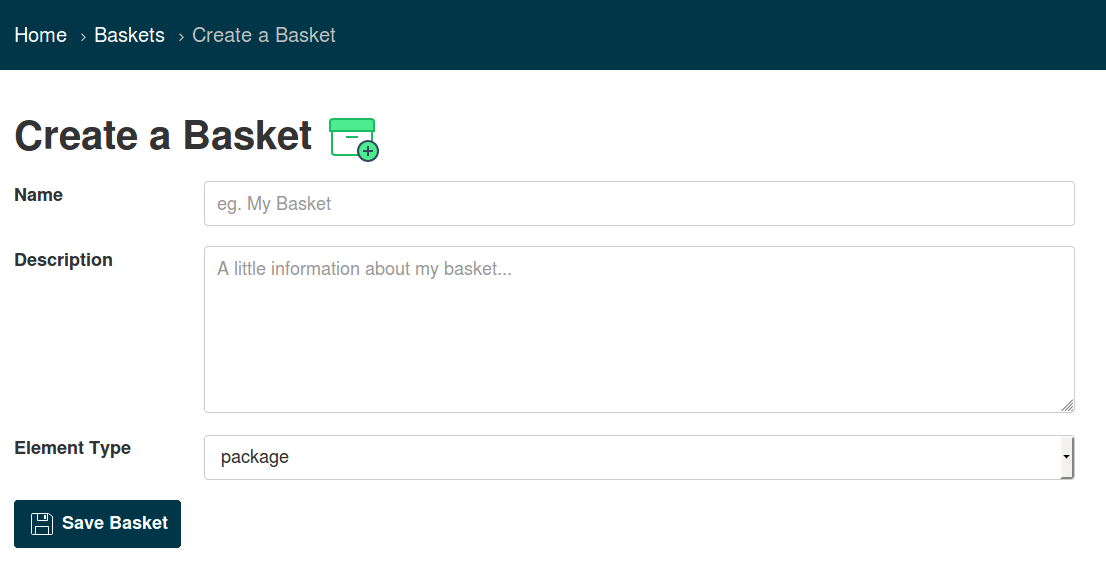 Home › Baskets › Create a Basket
Create a Basket
Name
eg. My Basket
Description
A little information about my basket...
Element Type
package
Save Basket